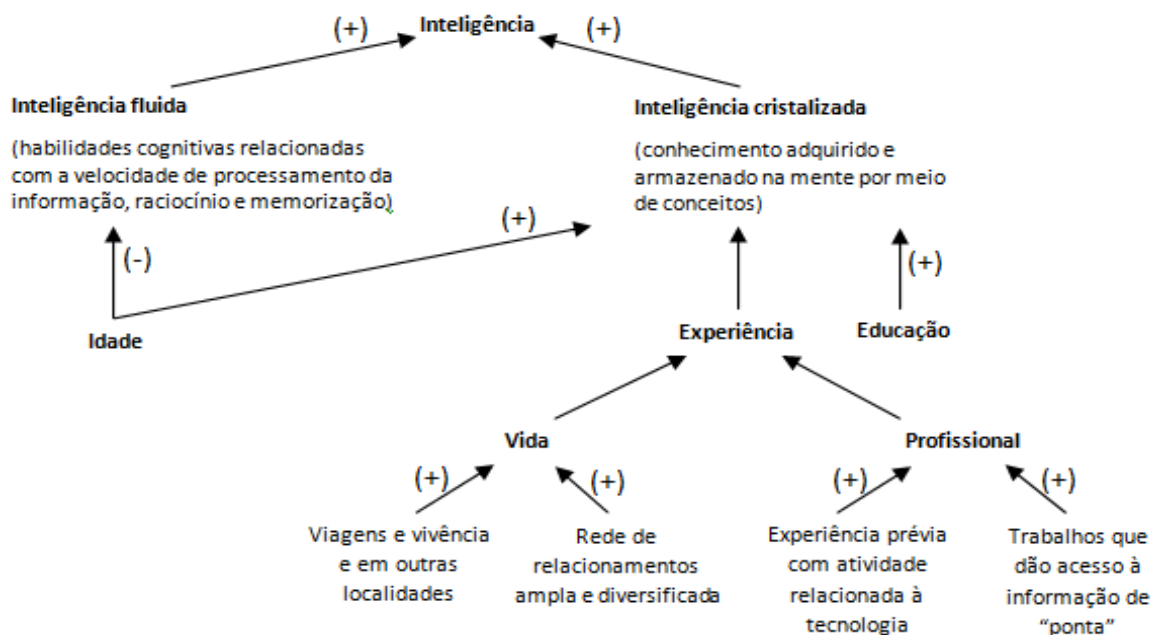 (+) Inteligência (+)
Inteligência fluida
(habilidades cognitivas relacionadas
com a velocidade de processamento da
informação, raciocínio e memorização)
Inteligência cristalizada
(conhecimento adquirido e
armazenado na mente por meio
de conceitos)
(+)
(-)
(+)
Idade
Experiência
Educação
Vida
Profissional
(+)
(+)
(+)
(+)
Viagens e vivência
e em outras
localidades
Rede de
relacionamentos
ampla e diversificada
Experiência prévia
com atividade
relacionada à
tecnologia
Trabalhos que
dão acesso à
informação de
“ponta”